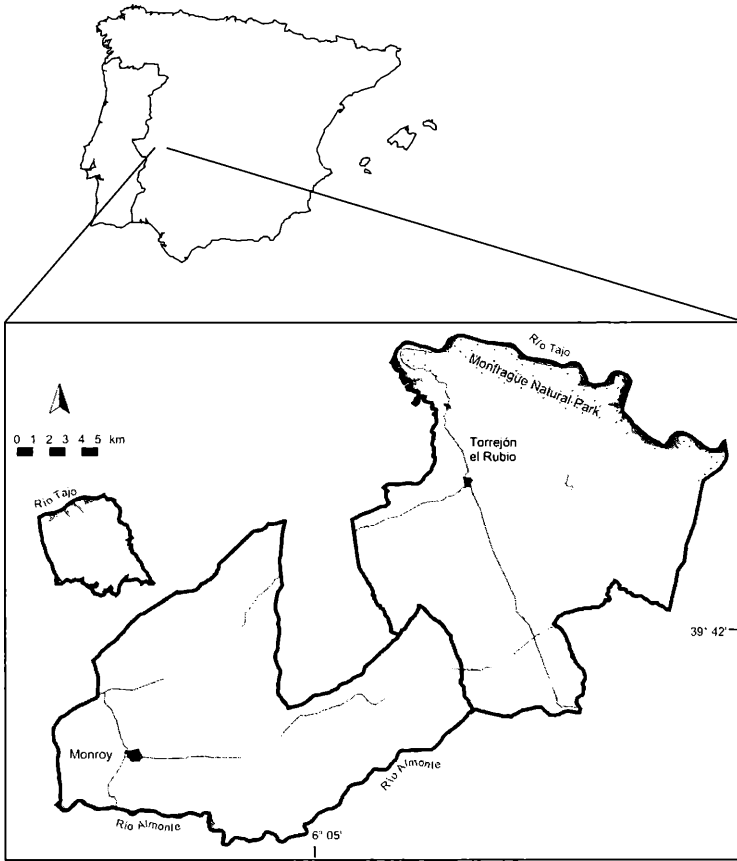 Río Tajo
Monfragüe Natural Park
0 1 2 3 4 5 km
Torrejón
el Rubio
Río Tajo
39° 42'
Monroy
Río Almonte
Río Almonte
6° 05'